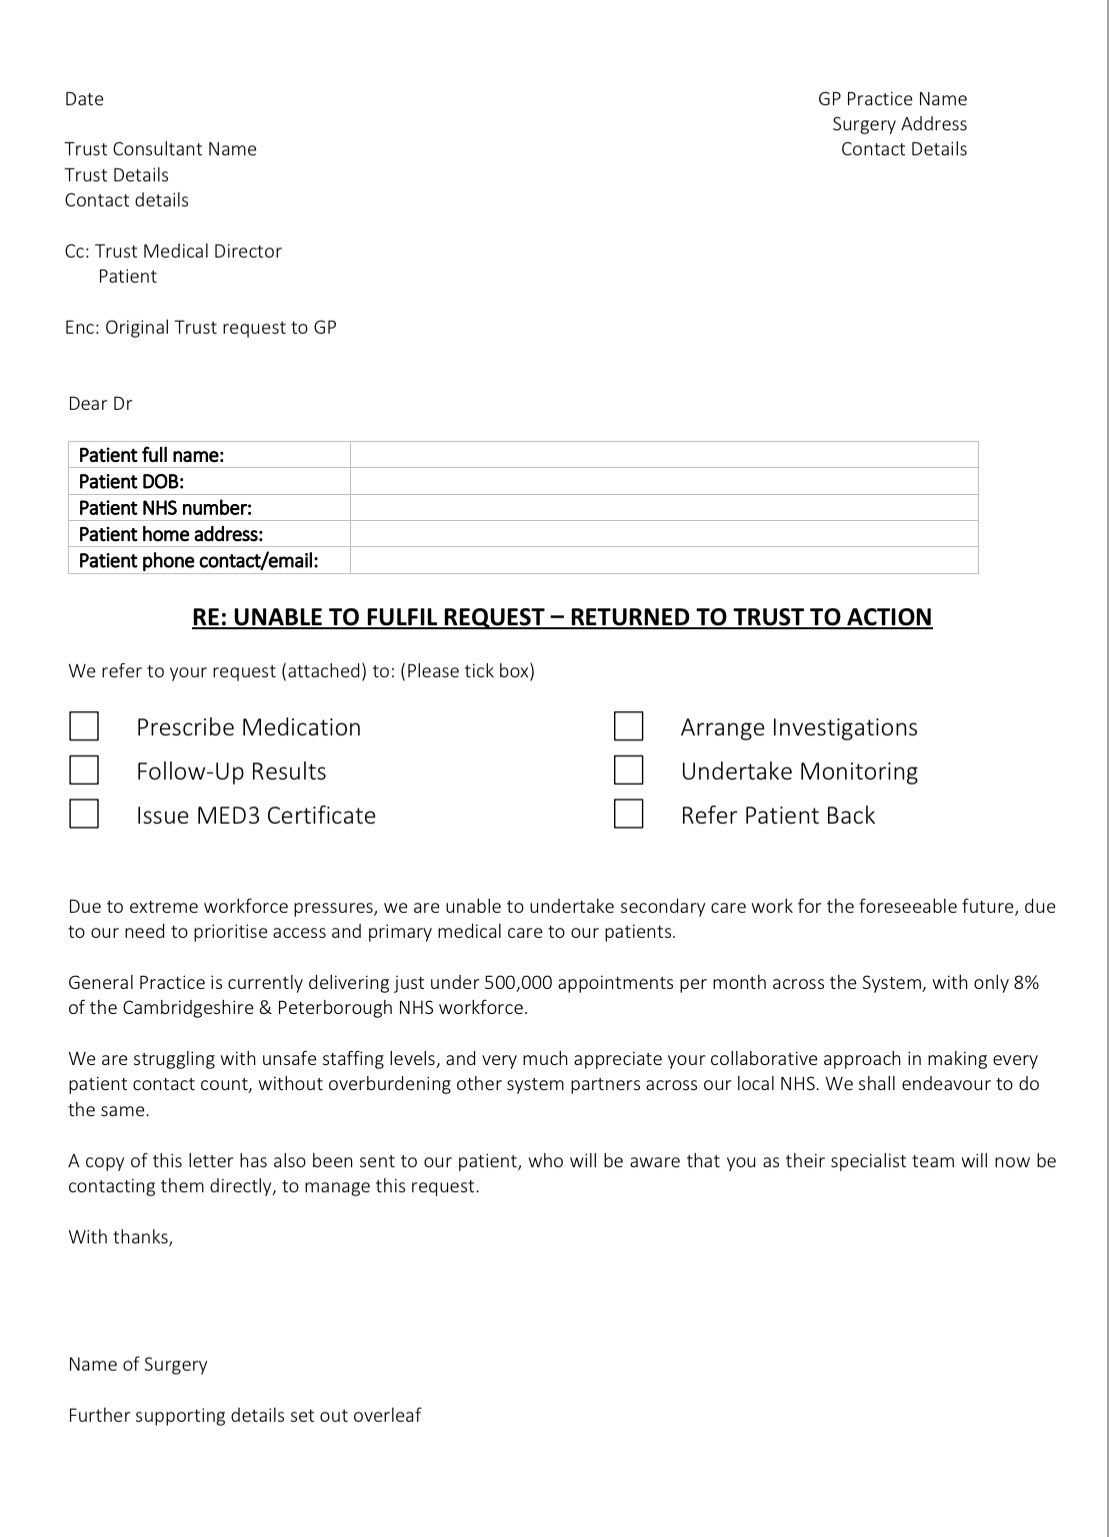 Date
GP Practice Name
Surgery Address
Trust Consultant Name
Contact Details
Trust Details
Contact details
Cc: Trust Medical Director
Patient
Enc: Original Trust request to GP
Dear Dr
Patient full name:
Patient DOB:
Patient NHS number:
Patient home address:
Patient phone contact/email:
RE: UNABLE TO FULFIL REQUEST – RETURNED TO TRUST TO ACTION
We refer to your request (attached) to: (Please tick box)
Prescribe Medication
Arrange Investigations
Follow-Up Results
Undertake Monitoring
Issue MED3 Certificate
Refer Patient Back
Due to extreme workforce pressures, we are unable to undertake secondary care work for the foreseeable future, due
to our need to prioritise access and primary medical care to our patients.
General Practice is currently delivering just under 500,000 appointments per month across the System, with only 8%
of the Cambridgeshire & Peterborough NHS workforce.
We are struggling with unsafe staffing levels, and very much appreciate your collaborative approach in making every
patient contact count, without overburdening other system partners across our local NHS. We shall endeavour to do
the same.
A copy of this letter has also been sent to our patient, who will be aware that you as their specialist team will now be
contacting them directly, to manage this request.
With thanks,
Name of Surgery
Further supporting details set out overleaf